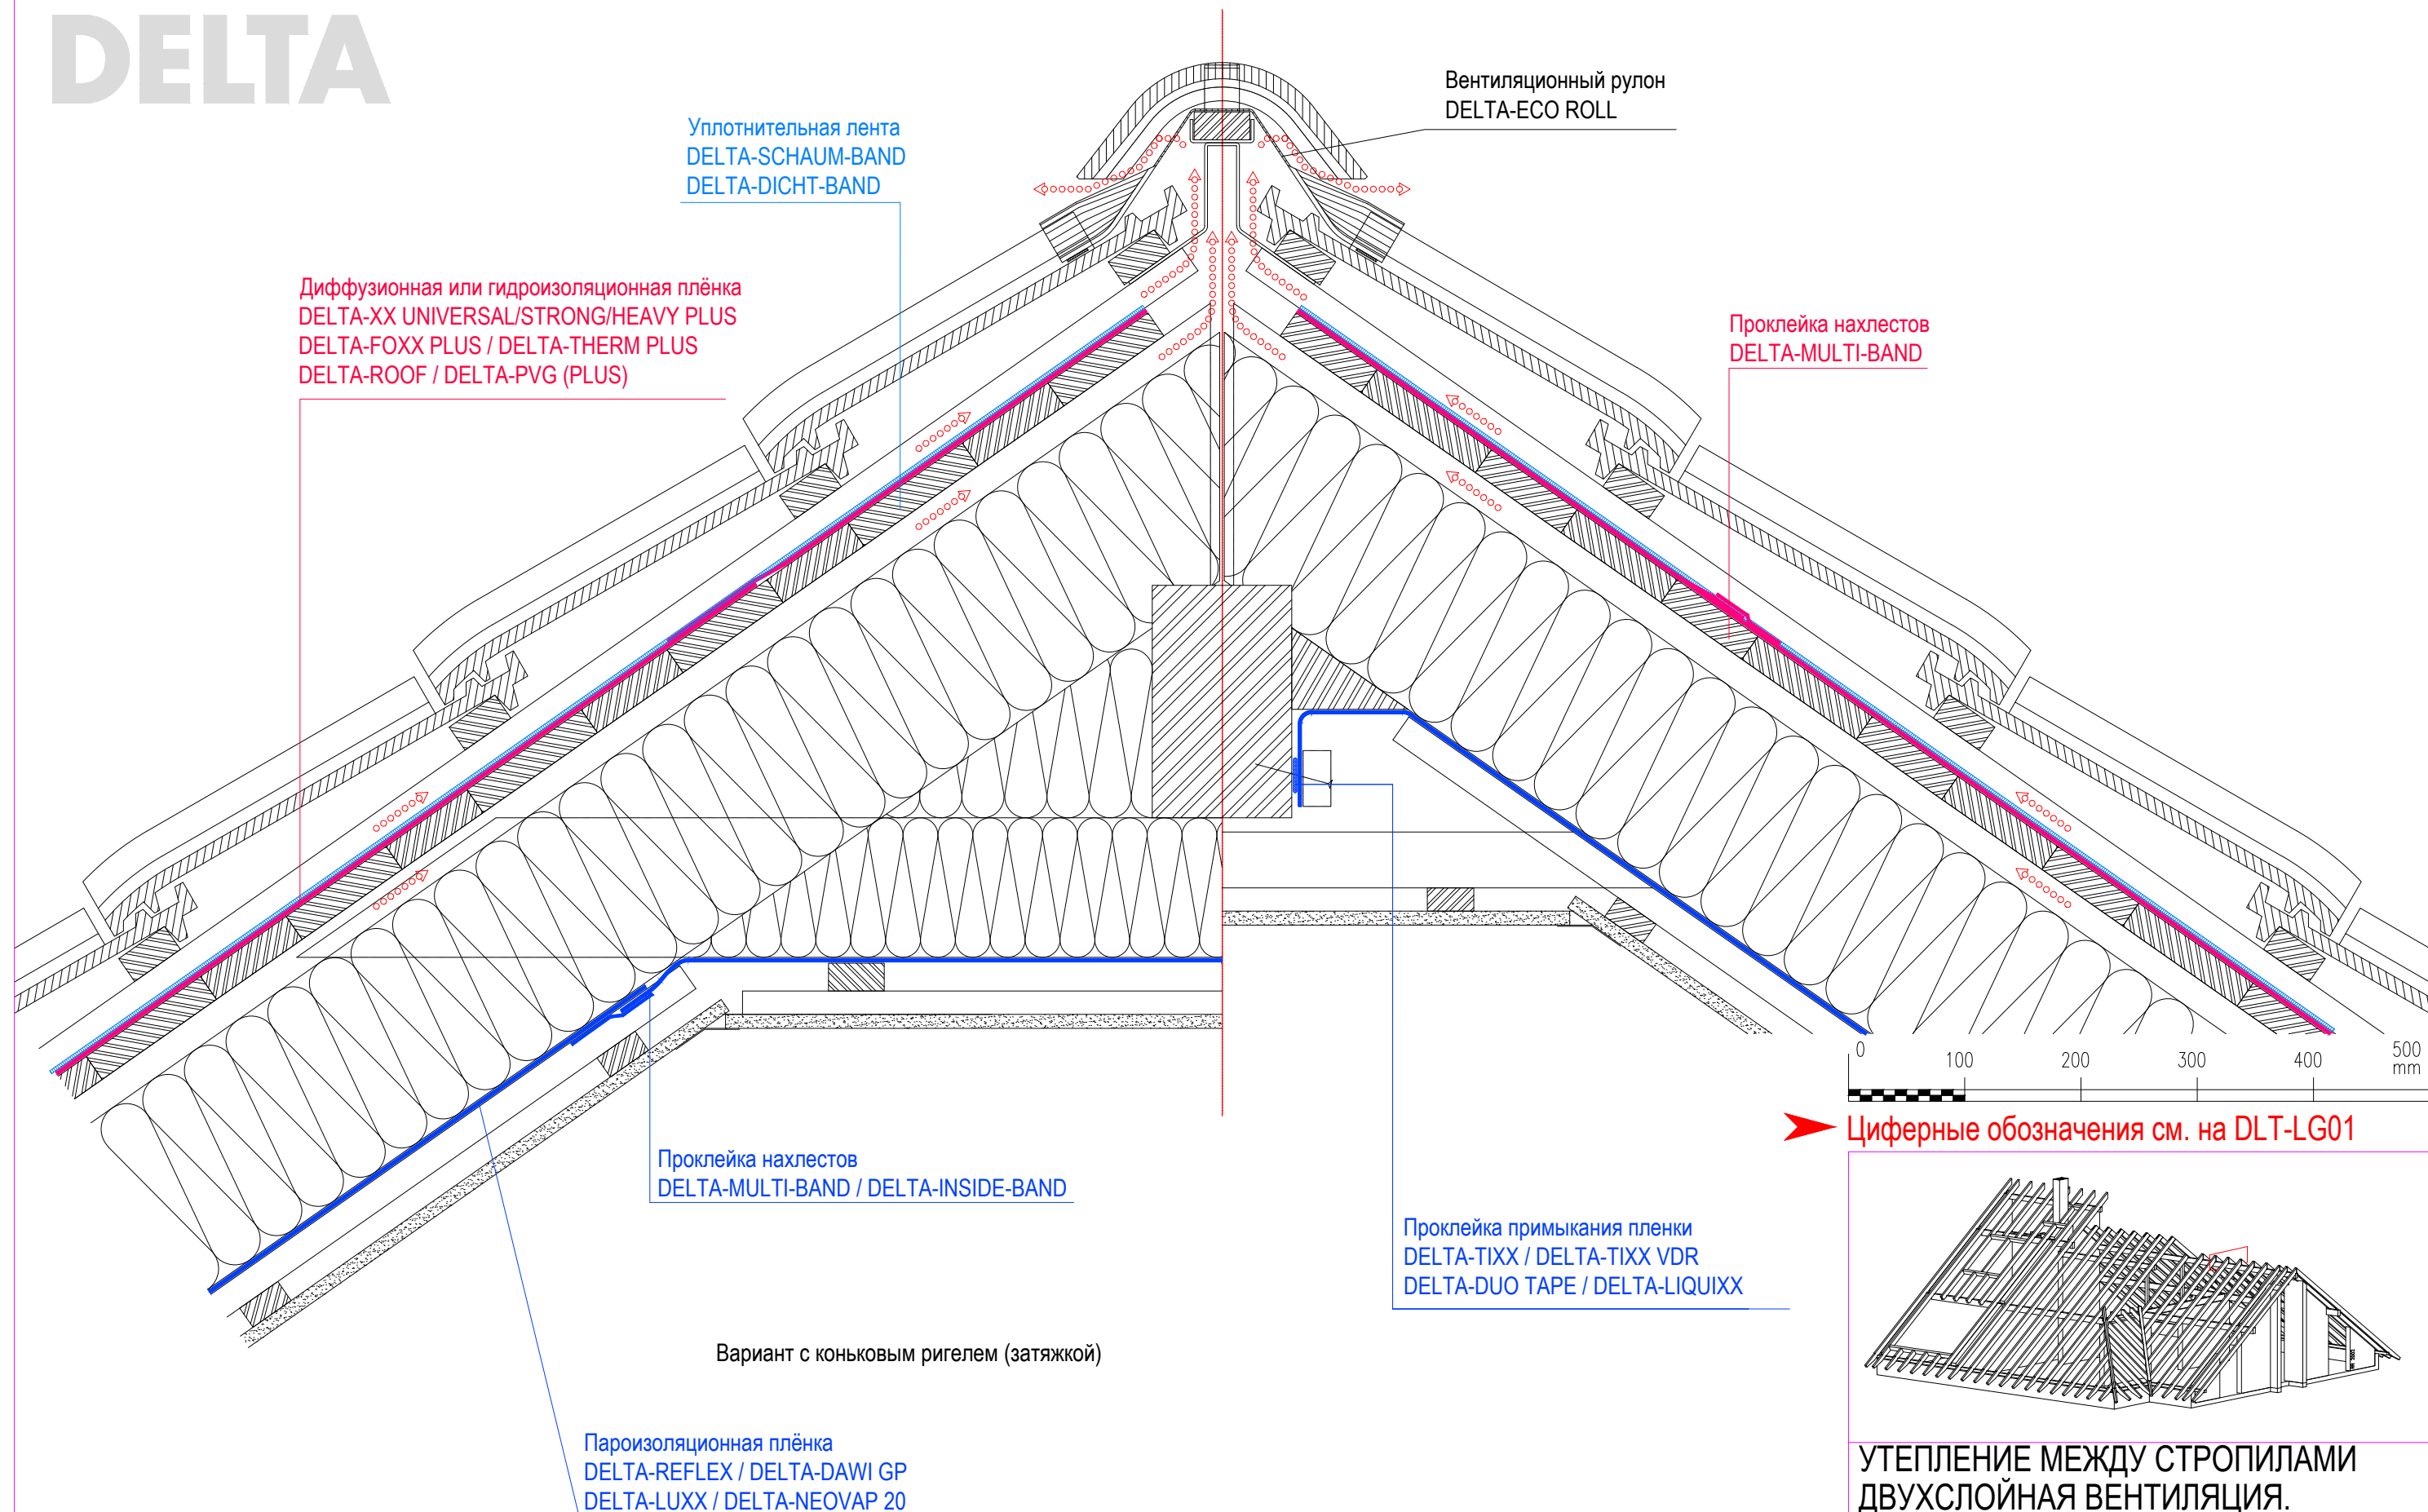 DELTA
Вентиляционный рулон
DELTA-ECO ROLL
Уплотнительная лента
DELTA-SCHAUM-BAND
DELTA-DICHT-BAND
Диффузионная или гидроизоляционная плёнка
DELTA-XX UNIVERSAL/STRONG/HEAVY PLUS
DELTA-FOXX PLUS / DELTA-THERM PLUS
DELTA-ROOF / DELTA-PVG (PLUS)
Проклейка нахлестов
DELTA-MULTI-BAND
0
100
200
300
400
500
mm
Циферные обозначения см. на DLT-LG01
Проклейка нахлестов
DELTA-MULTI-BAND / DELTA-INSIDE-BAND
Проклейка примыкания пленки
DELTA-TIXX / DELTA-TIXX VDR
DELTA-DUO TAPE / DELTA-LIQUIXX
Вариант с коньковым ригелем (затяжкой)
Пароизоляционная плёнка
DELTA-REFLEX / DELTA-DAWI GP
DELTA-LUXX / DELTA-NEOVAP 20
УТЕПЛЕНИЕ МЕЖДУ СТРОПИЛАМИ
ДВУХСЛОЙНАЯ ВЕНТИЛЯЦИЯ.